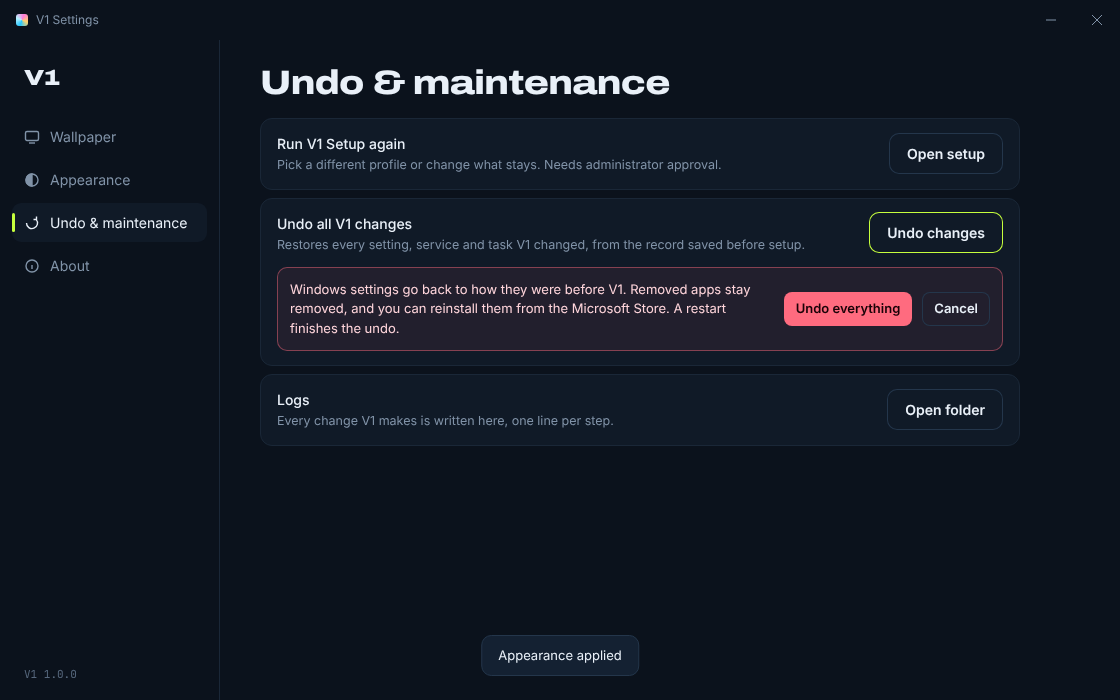 V1 Settings
V1
Wallpaper
Appearance
Undo & maintenance
About
V1 1.0.0
Undo & maintenance
Run V1 Setup again
Pick a different profile or change what stays. Needs administrator approval.
Open setup
Undo all V1 changes
Restores every setting, service and task V1 changed, from the record saved before setup.
Undo changes
Windows settings go back to how they were before V1. Removed apps stay
removed, and you can reinstall them from the Microsoft Store. A restart
finishes the undo.
Undo everything
Cancel
Logs
Every change V1 makes is written here, one line per step.
Open folder
Appearance applied